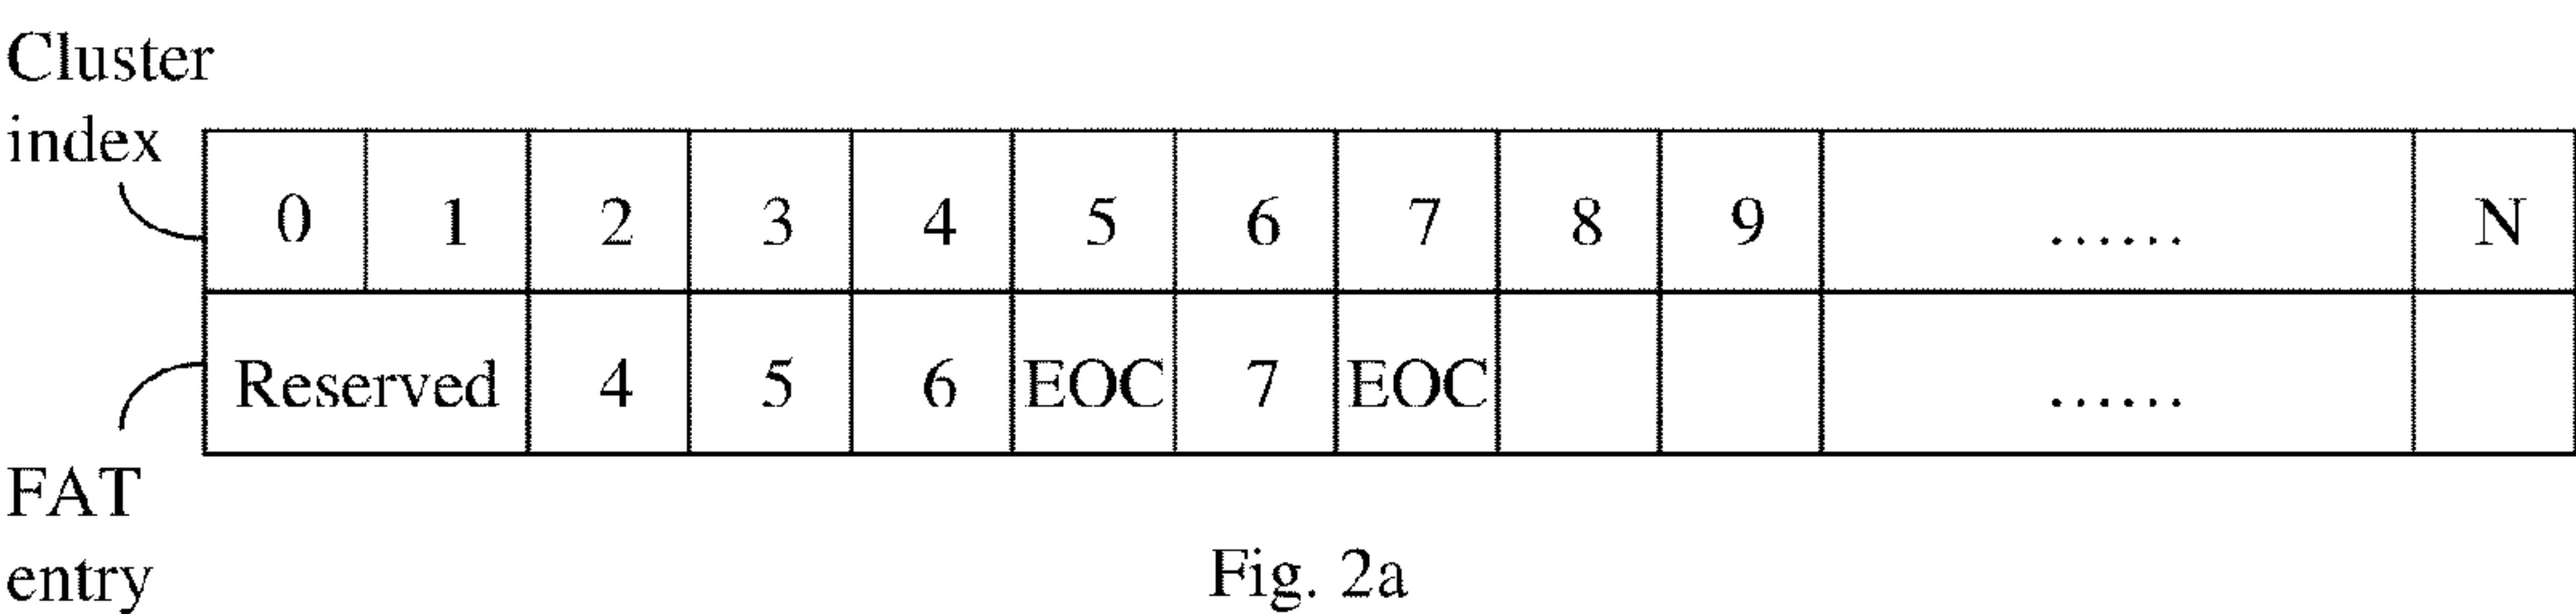 Cluster
index
0 1 2 3 4 5 6 7 8 9 ...... N
Reserved 4 5 6 EOC 7 EOC ......
FAT
entry
Fig. 2a